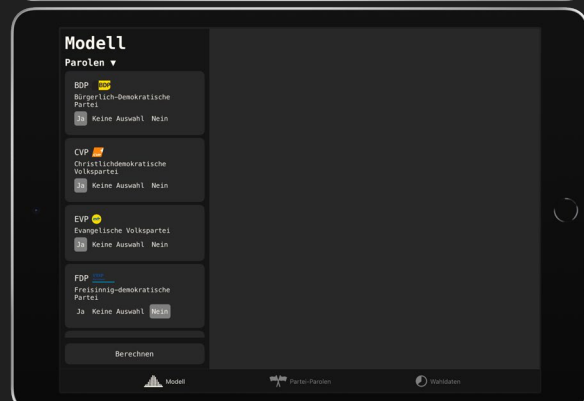 Modell
Parolen ▼
BDP BDP
Bürgerlich-Demokratische
Partei
Ja Keine Auswahl Nein
CVP
Christlichdemokratische
Volkspartei
Ja Keine Auswahl Nein
EVP
Evangelische Volkspartei
Ja Keine Auswahl Nein
FDP
Freisinnig-demokratische
Partei
Ja Keine Auswahl Nein
Berechnen
Modell Partei-Parolen Wahldaten